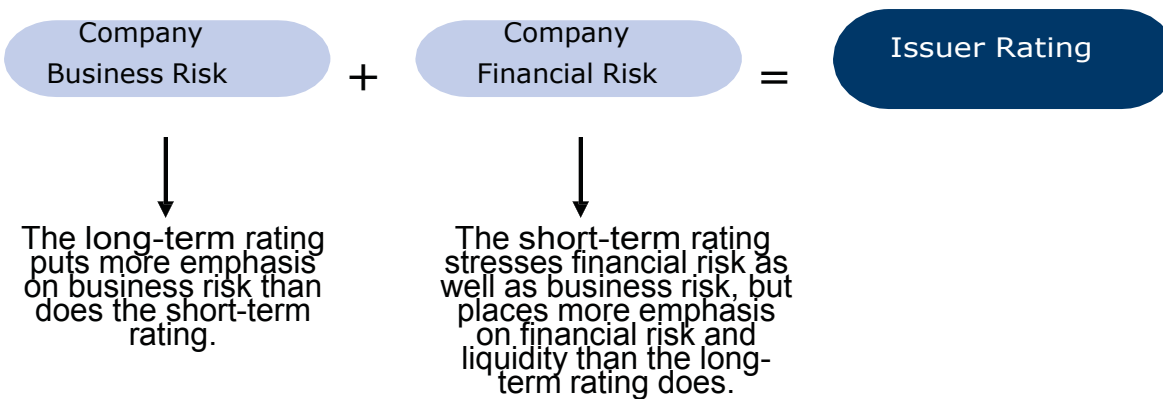 Company
Business Risk
+
Company
Financial Risk
=
Issuer Rating
The long-term rating
puts more emphasis
on business risk than
does the short-term
rating.
The short-term rating
stresses financial risk as
well as business risk, but
places more emphasis
on financial risk and
liquidity than the long-
term rating does.